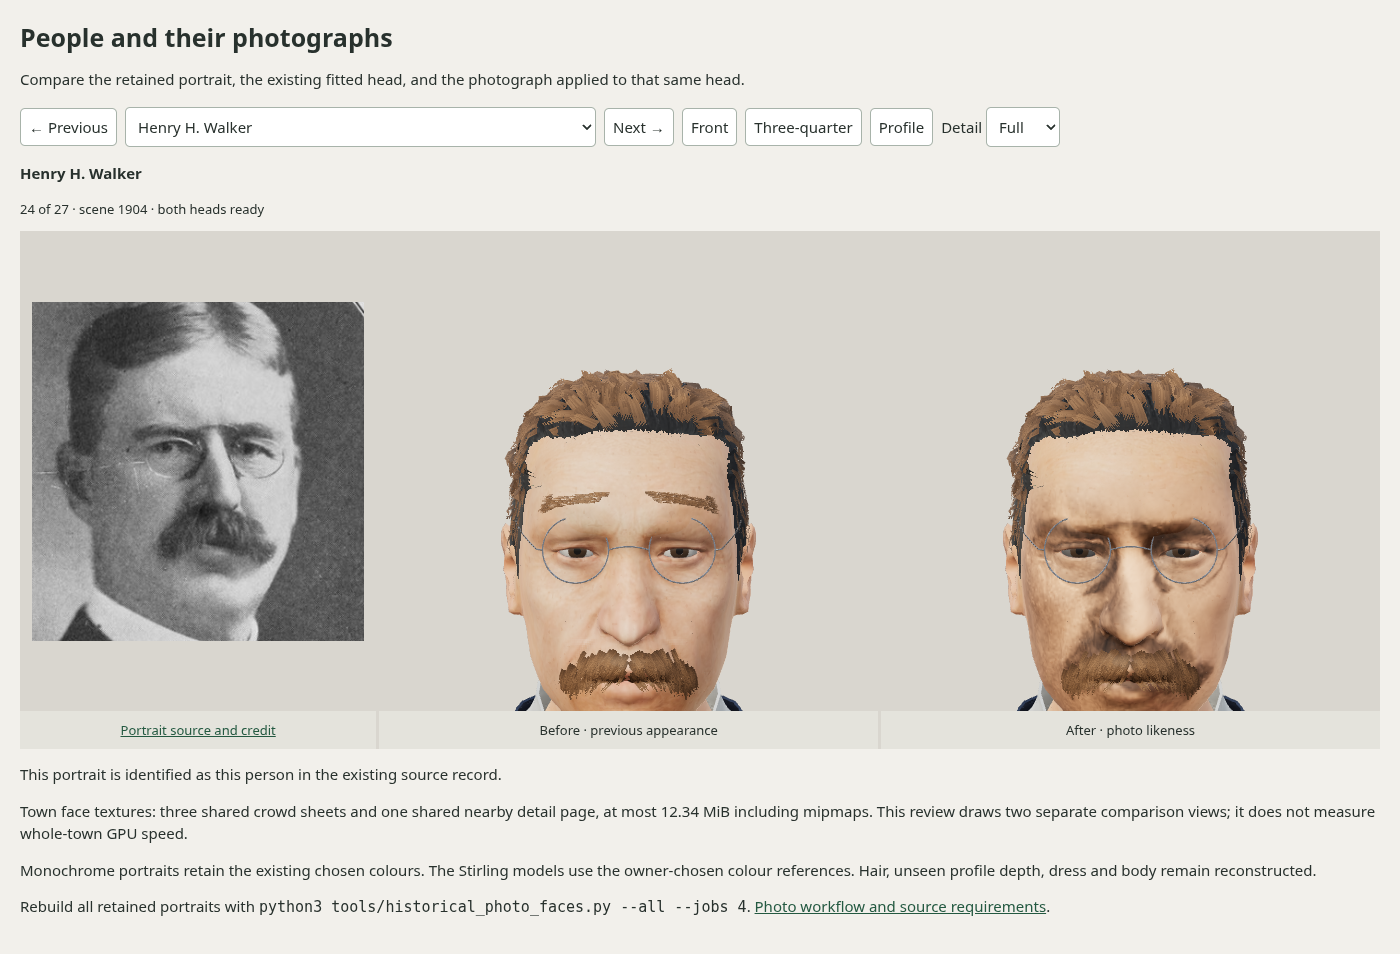 People and their photographs
Compare the retained portrait, the existing fitted head, and the photograph applied to that same head.
← Previous
Henry H. Walker
Next →
Front
Three-quarter
Profile
Detail
Full
Henry H. Walker
24 of 27 · scene 1904 · both heads ready
Portrait source and credit
Before · previous appearance
After · photo likeness
This portrait is identified as this person in the existing source record.
Town face textures: three shared crowd sheets and one shared nearby detail page, at most 12.34 MiB including mipmaps. This review draws two separate comparison views; it does not measure
whole-town GPU speed.
Monochrome portraits retain the existing chosen colours. The Stirling models use the owner-chosen colour references. Hair, unseen profile depth, dress and body remain reconstructed.
Rebuild all retained portraits with python3 tools/historical_photo_faces.py --all --jobs 4. Photo workflow and source requirements.